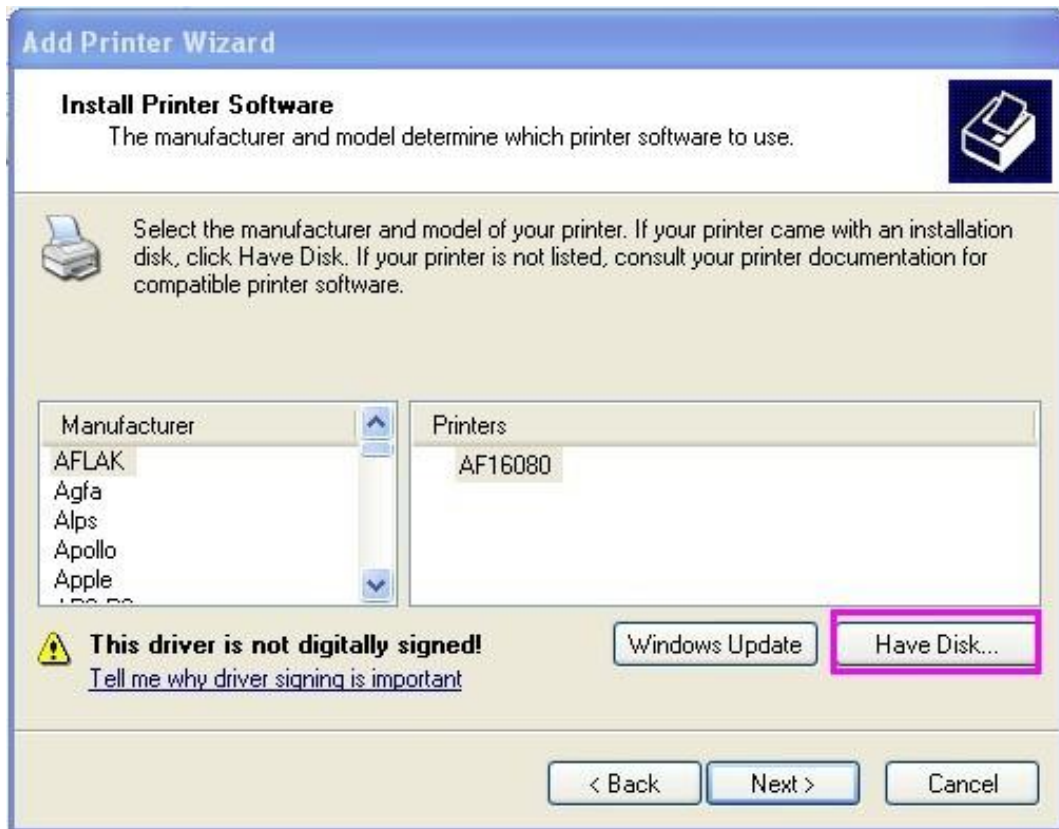 Add Printer Wizard
Install Printer Software
The manufacturer and model determine which printer software to use.
Select the manufacturer and model of your printer. If your printer came with an installation
disk, click Have Disk. If your printer is not listed, consult your printer documentation for
compatible printer software.
Manufacturer
AFLAK
Agfa
Alps
Apollo
Apple
Printers
AF16080
This driver is not digitally signed!
Tell me why driver signing is important
Windows Update
Have Disk...
< Back
Next >
Cancel